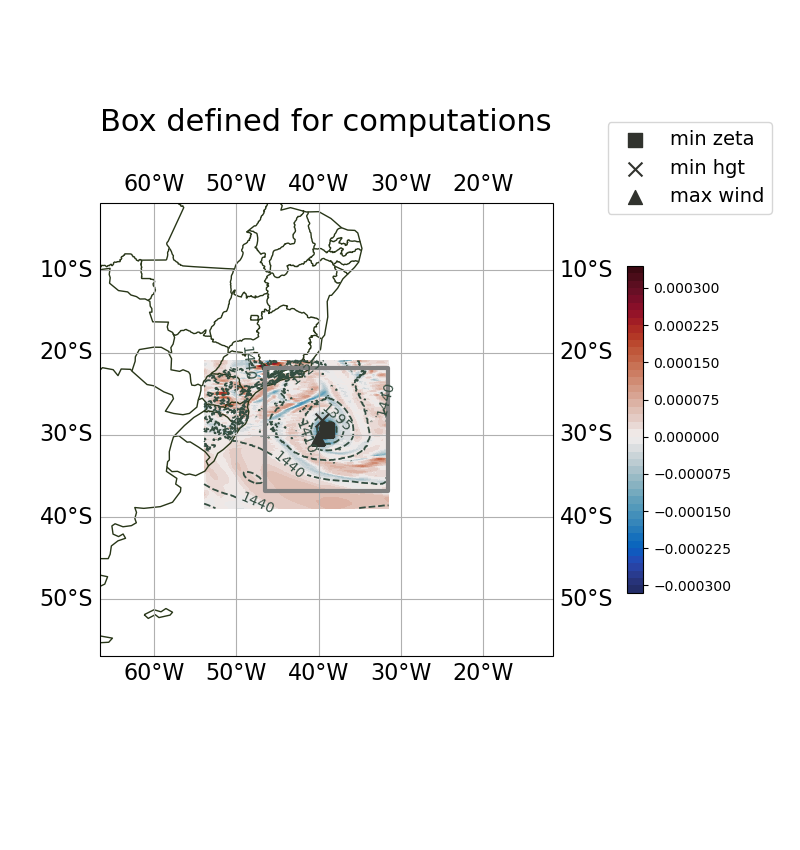 Box defined for computations
min zeta
min hgt
max wind
60°W 50°W 40°W 30°W 20°W
10°S 10°S
20°S 20°S
30°S 30°S
40°S 40°S
50°S 50°S
60°W 50°W 40°W 30°W 20°W
0.000300
0.000225
0.000150
0.000075
0.000000
−0.000075
−0.000150
−0.000225
−0.000300
1440
1395
1440
1440